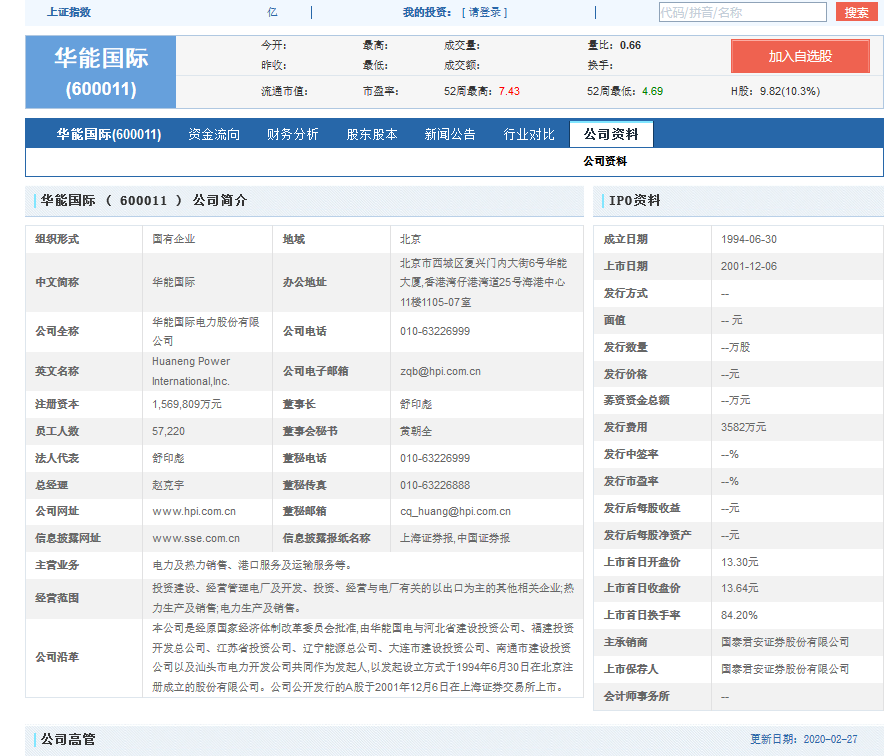 上证指数 亿 | 我的投资： [ 请登录 ] | 代码/拼音/名称 搜索
华能国际
(600011)
今开: 最高: 成交量: 量比: 0.66
昨收: 最低: 成交额: 换手:
流通市值: 市盈率: 52周最高: 7.43 52周最低: 4.69 H股: 9.82(10.3%)
加入自选股
华能国际(600011) 资金流向 财务分析 股东股本 新闻公告 行业对比 公司资料
公司资料
华能国际 （ 600011 ） 公司简介
组织形式 国有企业 地域 北京
中文简称 华能国际 办公地址 北京市西城区复兴门内大街6号华能
大厦,香港湾仔港湾道25号海港中心
11楼1105-07室
公司全称 华能国际电力股份有限
公司 公司电话 010-63226999
英文名称 Huaneng Power
International,Inc. 公司电子邮箱 zqb@hpi.com.cn
注册资本 1,569,809万元 董事长 舒印彪
员工人数 57,220 董事会秘书 黄朝全
法人代表 舒印彪 董秘电话 010-63226999
总经理 赵克宇 董秘传真 010-63226888
公司网址 www.hpi.com.cn 董秘邮箱 cq_huang@hpi.com.cn
信息披露网址 www.sse.com.cn 信息披露报纸名称 上海证券报,中国证券报
主营业务 电力及热力销售、港口服务及运输服务等。
经营范围 投资建设、经营管理电厂及开发、投资、经营与电厂有关的以出口为主的其他相关企业;热
力生产及销售;电力生产及销售。
公司沿革 本公司是经原国家经济体制改革委员会批准,由华能国电与河北省建设投资公司、福建投资
开发总公司、江苏省投资公司、辽宁能源总公司、大连市建设投资公司、南通市建设投资
公司以及汕头市电力开发公司共同作为发起人,以发起设立方式于1994年6月30日在北京注
册成立的股份有限公司。公司公开发行的A股于2001年12月6日在上海证券交易所上市。
IPO资料
成立日期 1994-06-30
上市日期 2001-12-06
发行方式 --
面值 -- 元
发行数量 --万股
发行价格 --元
募资资金总额 --万元
发行费用 3582万元
发行中签率 --%
发行市盈率 --%
发行后每股收益 --元
发行后每股净资产 --元
上市首日开盘价 13.30元
上市首日收盘价 13.64元
上市首日换手率 84.20%
主承销商 国泰君安证券股份有限公司
上市保荐人 国泰君安证券股份有限公司
会计师事务所 --
公司高管 更新日期: 2020-02-27